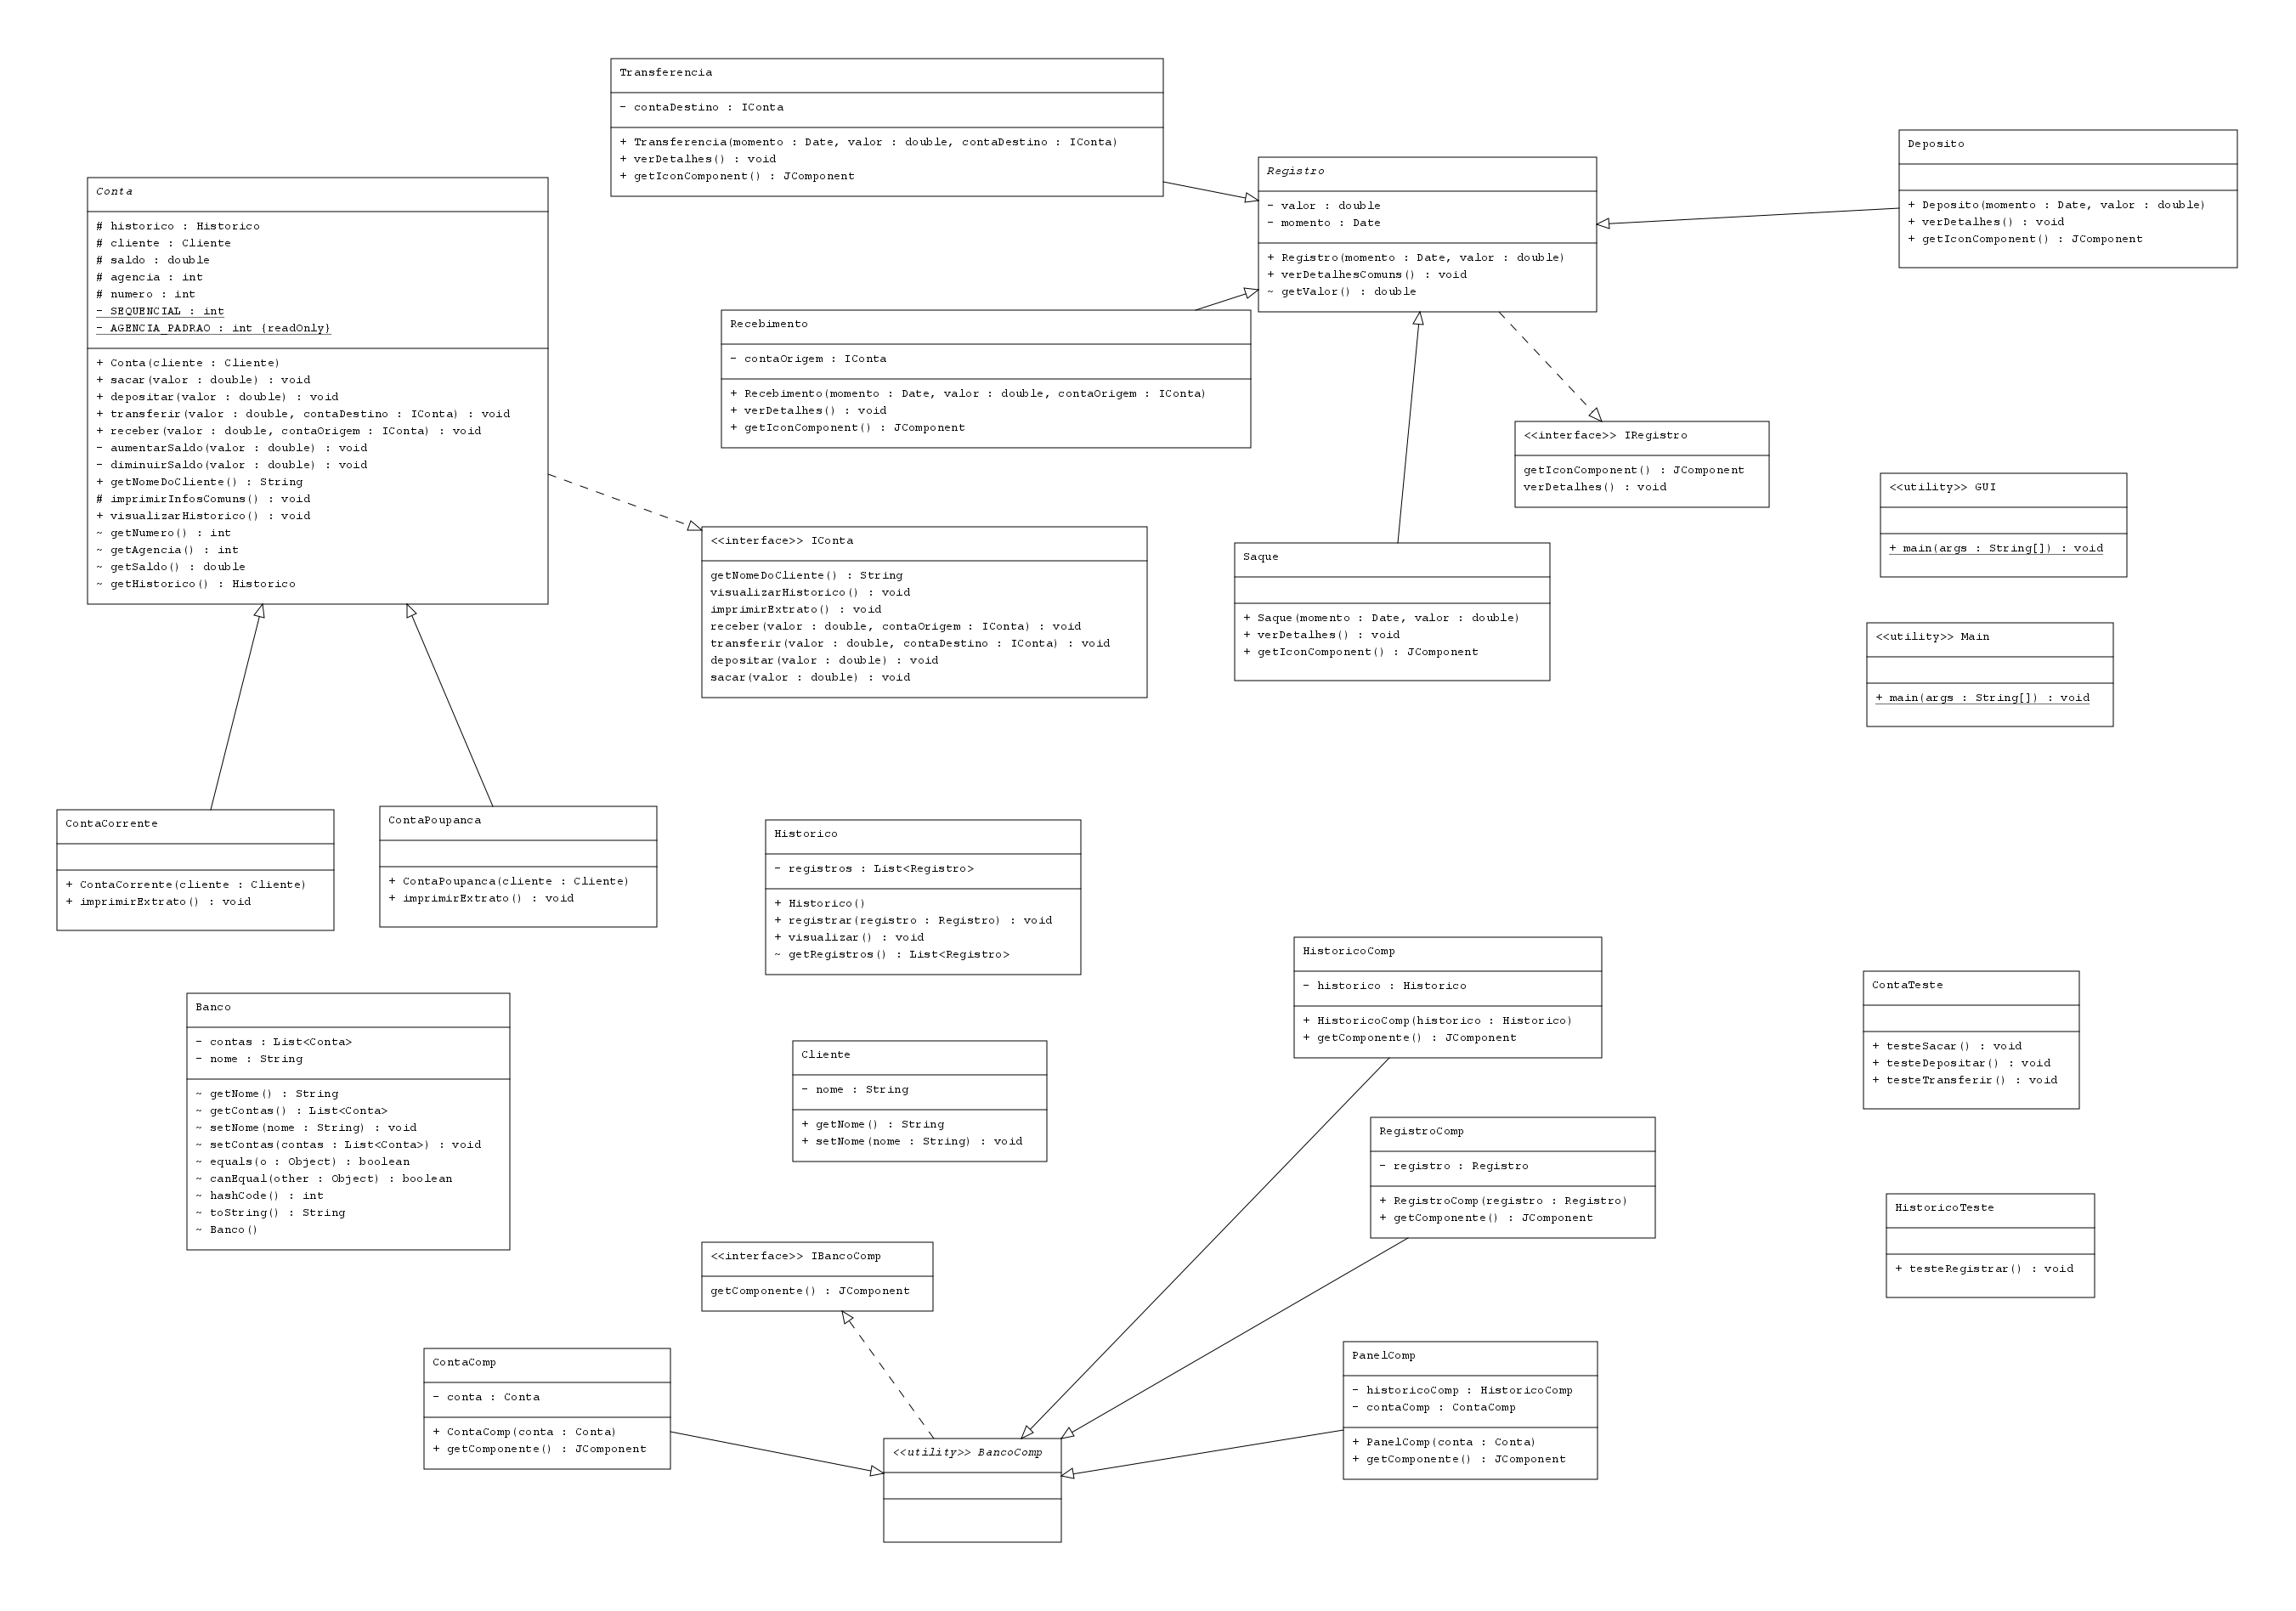 Transferencia
- contaDestino : IConta
+ Transferencia(momento : Date, valor : double, contaDestino : IConta)
+ verDetalhes() : void
+ getIconComponent() : JComponent
Deposito
+ Deposito(momento : Date, valor : double)
+ verDetalhes() : void
+ getIconComponent() : JComponent
Registro
- valor : double
- momento : Date
+ Registro(momento : Date, valor : double)
+ verDetalhesComuns() : void
~ getValor() : double
Conta
# historico : Historico
# cliente : Cliente
# saldo : double
# agencia : int
# numero : int
- SEQUENCIAL : int
- AGENCIA_PADRAO : int {readOnly}
+ Conta(cliente : Cliente)
+ sacar(valor : double) : void
+ depositar(valor : double) : void
+ transferir(valor : double, contaDestino : IConta) : void
+ receber(valor : double, contaOrigem : IConta) : void
- aumentarSaldo(valor : double) : void
- diminuirSaldo(valor : double) : void
+ getNomeDoCliente() : String
# imprimirInfosComuns() : void
+ visualizarHistorico() : void
~ getNumero() : int
~ getAgencia() : int
~ getSaldo() : double
~ getHistorico() : Historico
Recebimento
- contaOrigem : IConta
+ Recebimento(momento : Date, valor : double, contaOrigem : IConta)
+ verDetalhes() : void
+ getIconComponent() : JComponent
<<interface>> IRegistro
getIconComponent() : JComponent
verDetalhes() : void
<<utility>> GUI
+ main(args : String[]) : void
<<interface>> IConta
getNomeDoCliente() : String
visualizarHistorico() : void
imprimirExtrato() : void
receber(valor : double, contaOrigem : IConta) : void
transferir(valor : double, contaDestino : IConta) : void
depositar(valor : double) : void
sacar(valor : double) : void
Saque
+ Saque(momento : Date, valor : double)
+ verDetalhes() : void
+ getIconComponent() : JComponent
<<utility>> Main
+ main(args : String[]) : void
ContaCorrente
+ ContaCorrente(cliente : Cliente)
+ imprimirExtrato() : void
ContaPoupanca
+ ContaPoupanca(cliente : Cliente)
+ imprimirExtrato() : void
Historico
- registros : List<Registro>
+ Historico()
+ registrar(registro : Registro) : void
+ visualizar() : void
~ getRegistros() : List<Registro>
HistoricoComp
- historico : Historico
+ HistoricoComp(historico : Historico)
+ getComponente() : JComponent
ContaTeste
+ testeSacar() : void
+ testeDepositar() : void
+ testeTransferir() : void
Banco
- contas : List<Conta>
- nome : String
~ getNome() : String
~ getContas() : List<Conta>
~ setNome(nome : String) : void
~ setContas(contas : List<Conta>) : void
~ equals(o : Object) : boolean
~ canEqual(other : Object) : boolean
~ hashCode() : int
~ toString() : String
~ Banco()
Cliente
- nome : String
+ getNome() : String
+ setNome(nome : String) : void
RegistroComp
- registro : Registro
+ RegistroComp(registro : Registro)
+ getComponente() : JComponent
HistoricoTeste
+ testeRegistrar() : void
<<interface>> IBancoComp
getComponente() : JComponent
ContaComp
- conta : Conta
+ ContaComp(conta : Conta)
+ getComponente() : JComponent
PanelComp
- historicoComp : HistoricoComp
- contaComp : ContaComp
+ PanelComp(conta : Conta)
+ getComponente() : JComponent
<<utility>> BancoComp